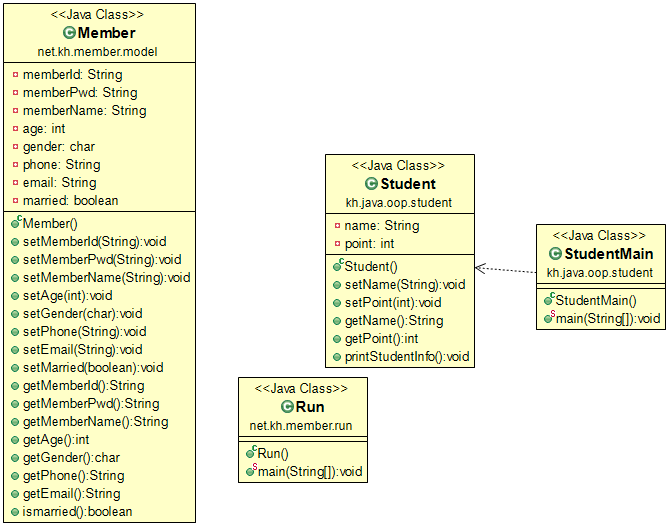 <<Java Class>>
Member
net.kh.member.model
memberId: String
memberPwd: String
memberName: String
age: int
gender: char
phone: String
email: String
married: boolean
Member()
setMemberId(String):void
setMemberPwd(String):void
setMemberName(String):void
setAge(int):void
setGender(char):void
setPhone(String):void
setEmail(String):void
setMarried(boolean):void
getMemberId():String
getMemberPwd():String
getMemberName():String
getAge():int
getGender():char
getPhone():String
getEmail():String
ismarried():boolean
<<Java Class>>
Student
kh.java.oop.student
name: String
point: int
Student()
setName(String):void
setPoint(int):void
getName():String
getPoint():int
printStudentInfo():void
<<Java Class>>
StudentMain
kh.java.oop.student
StudentMain()
main(String[]):void
<<Java Class>>
Run
net.kh.member.run
Run()
main(String[]):void